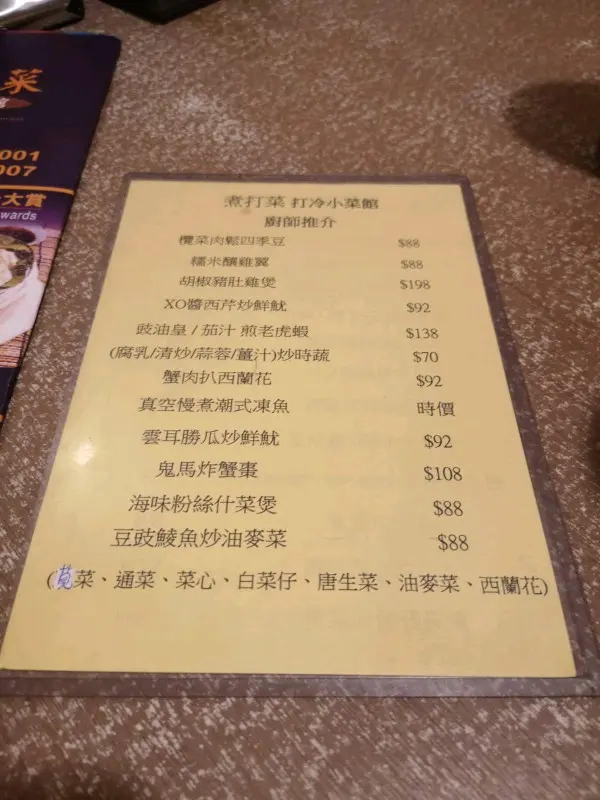 菜
001
007
大賞
wards
煮打菜 打冷小菜館
廚師推介
欖菜肉鬆四季豆 $88
糯米釀雞翼 $88
胡椒豬肚雞煲 $198
XO醬西芹炒鮮魷 $92
豉油皇 / 茄汁 煎老虎蝦 $138
(腐乳/清炒/蒜蓉/薑汁)炒時蔬 $70
蟹肉扒西蘭花 $92
真空慢煮潮式凍魚 時價
雲耳勝瓜炒鮮魷 $92
鬼馬炸蟹棗 $108
海味粉絲什菜煲 $88
豆豉鯪魚炒油麥菜 $88
(莧菜、通菜、菜心、白菜仔、唐生菜、油麥菜、西蘭花)